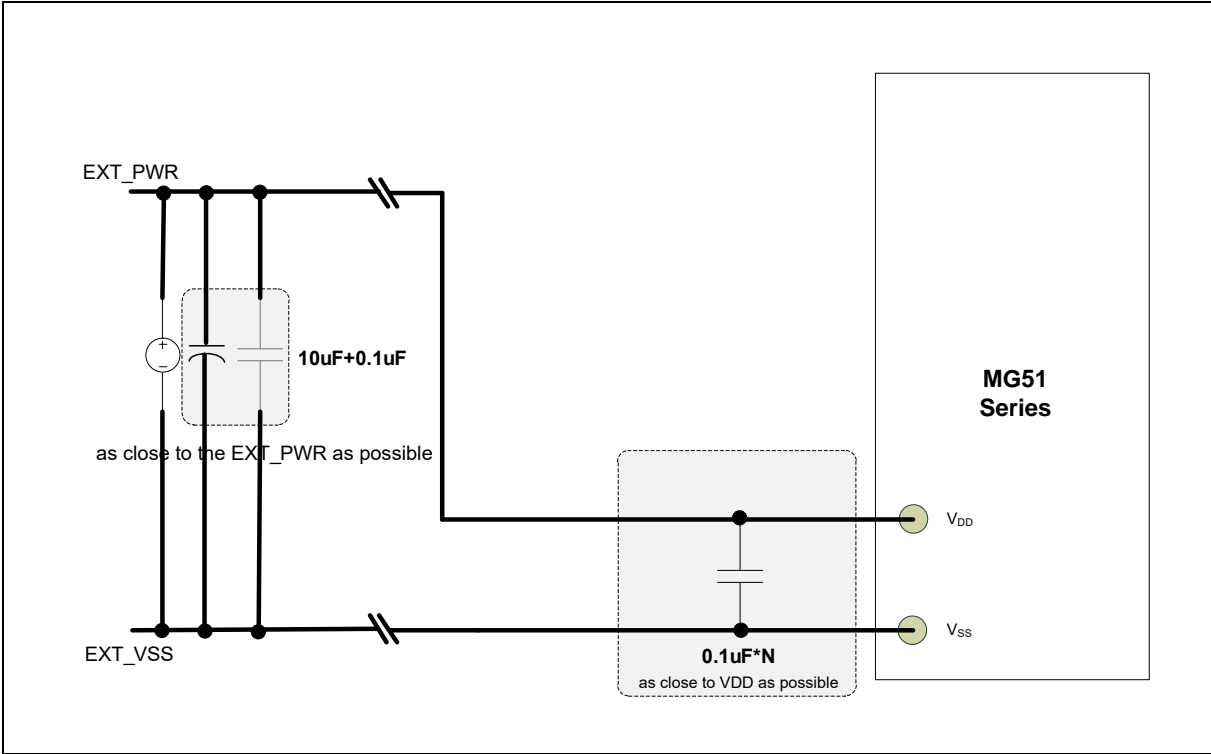 EXT_PWR
10uF+0.1uF
as close to the EXT_PWR as possible
MG51
Series
VDD
VSS
EXT_VSS
0.1uF*N
as close to VDD as possible